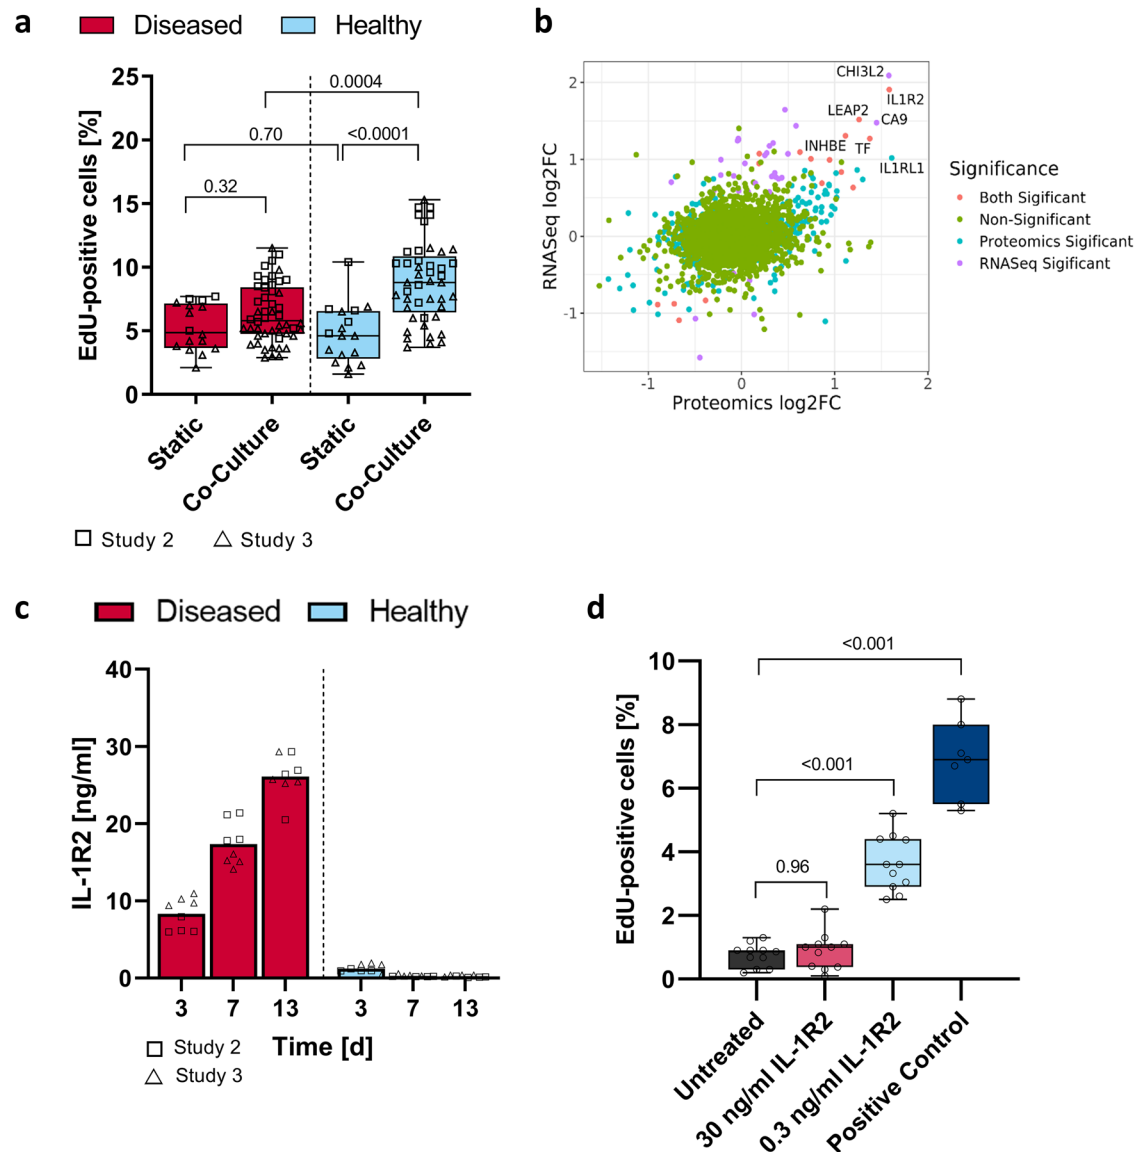 a
Diseased
Healthy
25
20
15
10
5
0
EdU-positive cells [%]
0.0004
0.70
<0.0001
0.32
Static
Co-Culture
Static
Co-Culture
Study 2
Study 3
b
2
1
0
-1
RNASeq log2FC
CHI3L2
IL1R2
LEAP2
CA9
INHBE
TF
IL1RL1
-1
0
1
2
Proteomics log2FC
Significance
Both Sigificant
Non-Significant
Proteomics Sigificant
RNASeq Sigificant
c
Diseased
Healthy
40
30
20
10
0
IL-1R2 [ng/ml]
3
7
13
3
7
13
Time [d]
Study 2
Study 3
d
10
8
6
4
2
0
EdU-positive cells [%]
<0.001
<0.001
0.96
Untreated
30 ng/ml IL-1R2
0.3 ng/ml IL-1R2
Positive Control